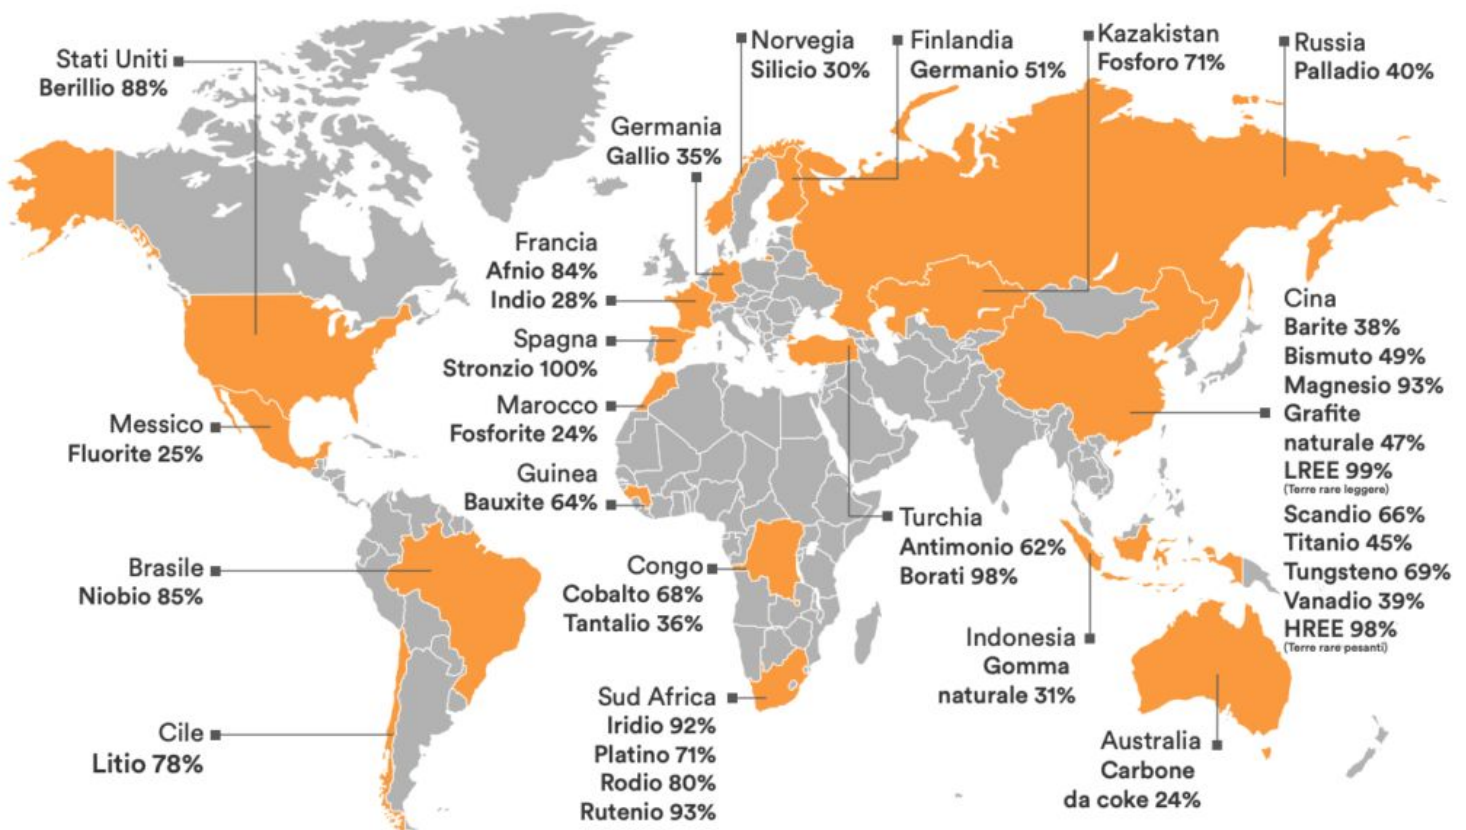 Stati Uniti
Berillio 88%
Norvegia
Silicio 30%
Finlandia
Germanio 51%
Kazakistan
Fosforo 71%
Russia
Palladio 40%
Germania
Gallio 35%
Francia
Afnio 84%
Indio 28%
Spagna
Stronzio 100%
Marocco
Fosforite 24%
Messico
Fluorite 25%
Guinea
Bauxite 64%
Cina
Barite 38%
Bismuto 49%
Magnesio 93%
Grafite
naturale 47%
LREE 99%
(Terre rare leggere)
Scandio 66%
Titanio 45%
Tungsteno 69%
Vanadio 39%
HREE 98%
(Terre rare pesanti)
Turchia
Antimonio 62%
Borati 98%
Brasile
Niobio 85%
Congo
Cobalto 68%
Tantalio 36%
Indonesia
Gomma
naturale 31%
Sud Africa
Iridio 92%
Platino 71%
Rodio 80%
Rutenio 93%
Cile
Litio 78%
Australia
Carbone
da coke 24%